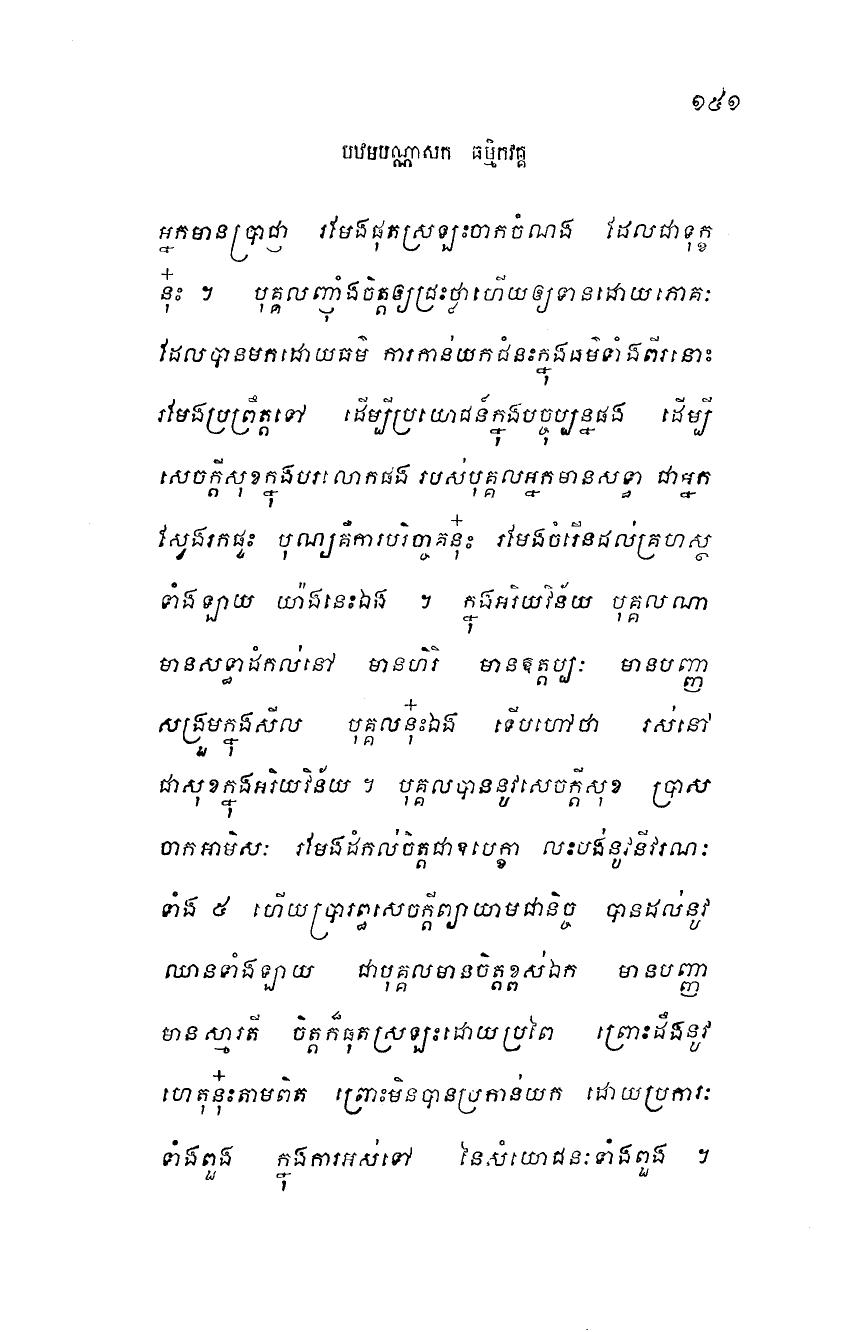 ១៩១
បឋមបណ្ណាសក ធម្មិកវគ្គ
អ្នកមានប្រាជ្ញា រមែងផុតស្រឡះចាកចំណង ដែលជាទុក្ខ
នុ៎ះ ។ បុគ្គលញ៉ាំងចិត្តឲ្យជ្រះថ្លាហើយឲ្យទានដោយភោគៈ
ដែលបានមកដោយធម៌ ការកាន់យកជំនះក្នុងធម៌ទាំងពីរនោះ
រមែងប្រព្រឹត្តទៅ ដើម្បីប្រយោជន៍ក្នុងបច្ចុប្បន្នផង ដើម្បី
សេចក្តីសុខក្នុងបរលោកផង របស់បុគ្គលអ្នកមានសទ្ធា ជាអ្នក
ស្វែងរកផ្ទះ បុណ្យគឺការបរិច្ចាគនុ៎ះ រមែងចំរើនដល់គ្រហស្ថ
ទាំងឡាយ យ៉ាងនេះឯង ។ ក្នុងអរិយវិន័យ បុគ្គលណា
មានសទ្ធាដំកល់នៅ មានហិរិ មានឧត្តប្បៈ មានបញ្ញា
សង្រួមក្នុងសីល បុគ្គលនុ៎ះឯង ទើបហៅថា រស់នៅ
ជាសុខក្នុងអរិយវិន័យ ។ បុគ្គលបាននូវសេចក្តីសុខ ប្រាស
ចាកអាមិសៈ រមែងដំកល់ចិត្តជាឧបេក្ខា លះបង់នូវនីវរណៈ
ទាំង ៥ ហើយប្រារព្ធសេចក្តីព្យាយាមជានិច្ច បានដល់នូវ
ឈានទាំងឡាយ ជាបុគ្គលមានចិត្តខ្ពស់ឯក មានបញ្ញា
មានស្មារតី ចិត្តក៏ផុតស្រឡះដោយប្រពៃ ព្រោះដឹងនូវ
ហេតុនុ៎ះតាមពិត ព្រោះមិនបានប្រកាន់យក ដោយប្រការៈ
ទាំងពួង ក្នុងការអស់ទៅ នៃសំយោជនៈទាំងពួង ។